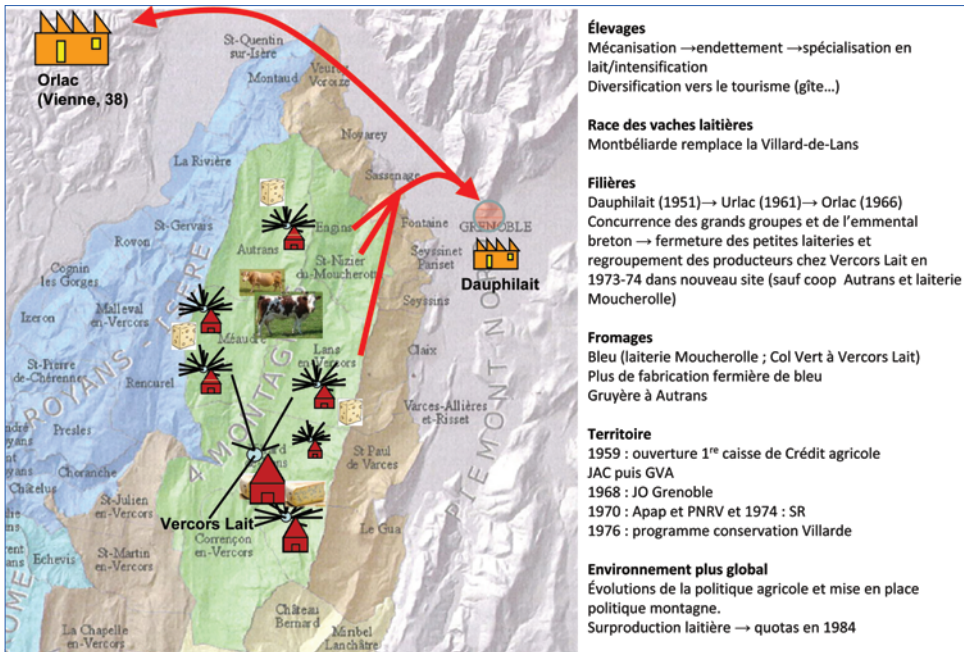 Orlac
(Vienne, 38)
St-Quentin
sur-Isère
Montaud
Veurey
Voroize
Noyarey
La Rivière
Sassenage
St-Gervais
Rovon
Autrans
Engins
Fontaine
GRENOBLE
Cognin
les Gorges
St-Nizier
du-Moucherotte
Seyssinet
Pariset
Dauphilait
Izeron
Malleval
en-Vercors
Seyssins
Méaudre
Lans
en-Vercors
Claix
St-Pierre
de-Chérennes
Rencurel
Varces-Allières
et-Risset
Presles
Choranche
Châtelus
St Paul
de Varces
ROYANS - ISÈRE
4 MONTAGNES
PIEMONT NORD
St-Julien
en-Vercors
Vercors Lait
Le Gua
Corrençon
en-Vercors
Echevis
St-Martin
en-Vercors
Château
Bernard
La Chapelle
en-Vercors
Miribel
Lanchâtre
Élevages
Mécanisation →endettement →spécialisation en
lait/intensification
Diversification vers le tourisme (gîte…)
Race des vaches laitières
Montbéliarde remplace la Villard-de-Lans
Filières
Dauphilait (1951)→ Urlac (1961)→ Orlac (1966)
Concurrence des grands groupes et de l’emmental
breton → fermeture des petites laiteries et
regroupement des producteurs chez Vercors Lait en
1973-74 dans nouveau site (sauf coop Autrans et laiterie
Moucherolle)
Fromages
Bleu (laiterie Moucherolle ; Col Vert à Vercors Lait)
Plus de fabrication fermière de bleu
Gruyère à Autrans
Territoire
1959 : ouverture 1re caisse de Crédit agricole
JAC puis GVA
1968 : JO Grenoble
1970 : Apap et PNRV et 1974 : SR
1976 : programme conservation Villarde
Environnement plus global
Évolutions de la politique agricole et mise en place
politique montagne.
Surproduction laitière → quotas en 1984